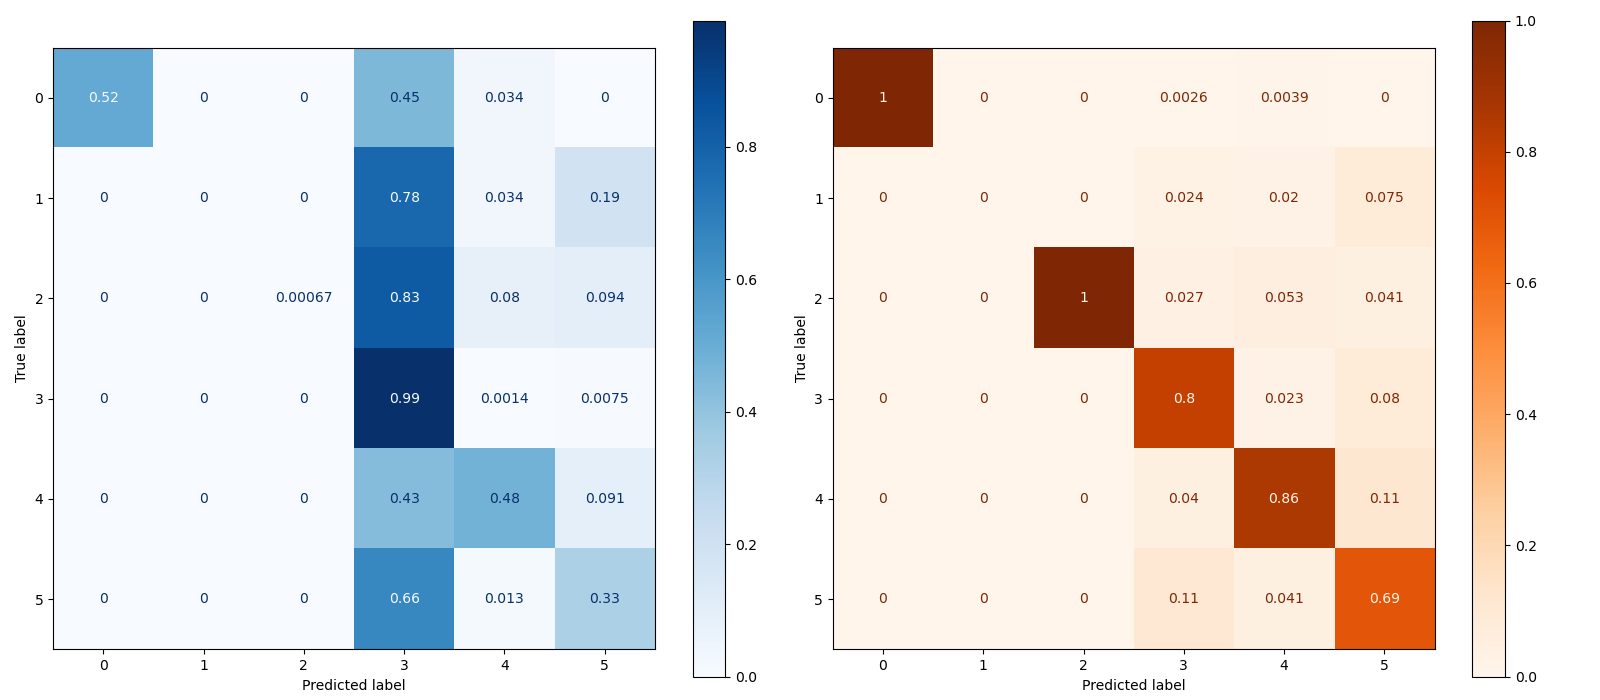 0 0.52 0 0 0.45 0.034 0
1 0 0 0 0.78 0.034 0.19
2 0 0 0.00067 0.83 0.08 0.094
3 0 0 0 0.99 0.0014 0.0075
4 0 0 0 0.43 0.48 0.091
5 0 0 0 0.66 0.013 0.33
0 1 2 3 4 5
Predicted label
True label
0.8
0.6
0.4
0.2
0.0
0 1 0 0 0.0026 0.0039 0
1 0 0 0 0.024 0.02 0.075
2 0 0 1 0.027 0.053 0.041
3 0 0 0 0.8 0.023 0.08
4 0 0 0 0.04 0.86 0.11
5 0 0 0 0.11 0.041 0.69
0 1 2 3 4 5
Predicted label
True label
1.0
0.8
0.6
0.4
0.2
0.0